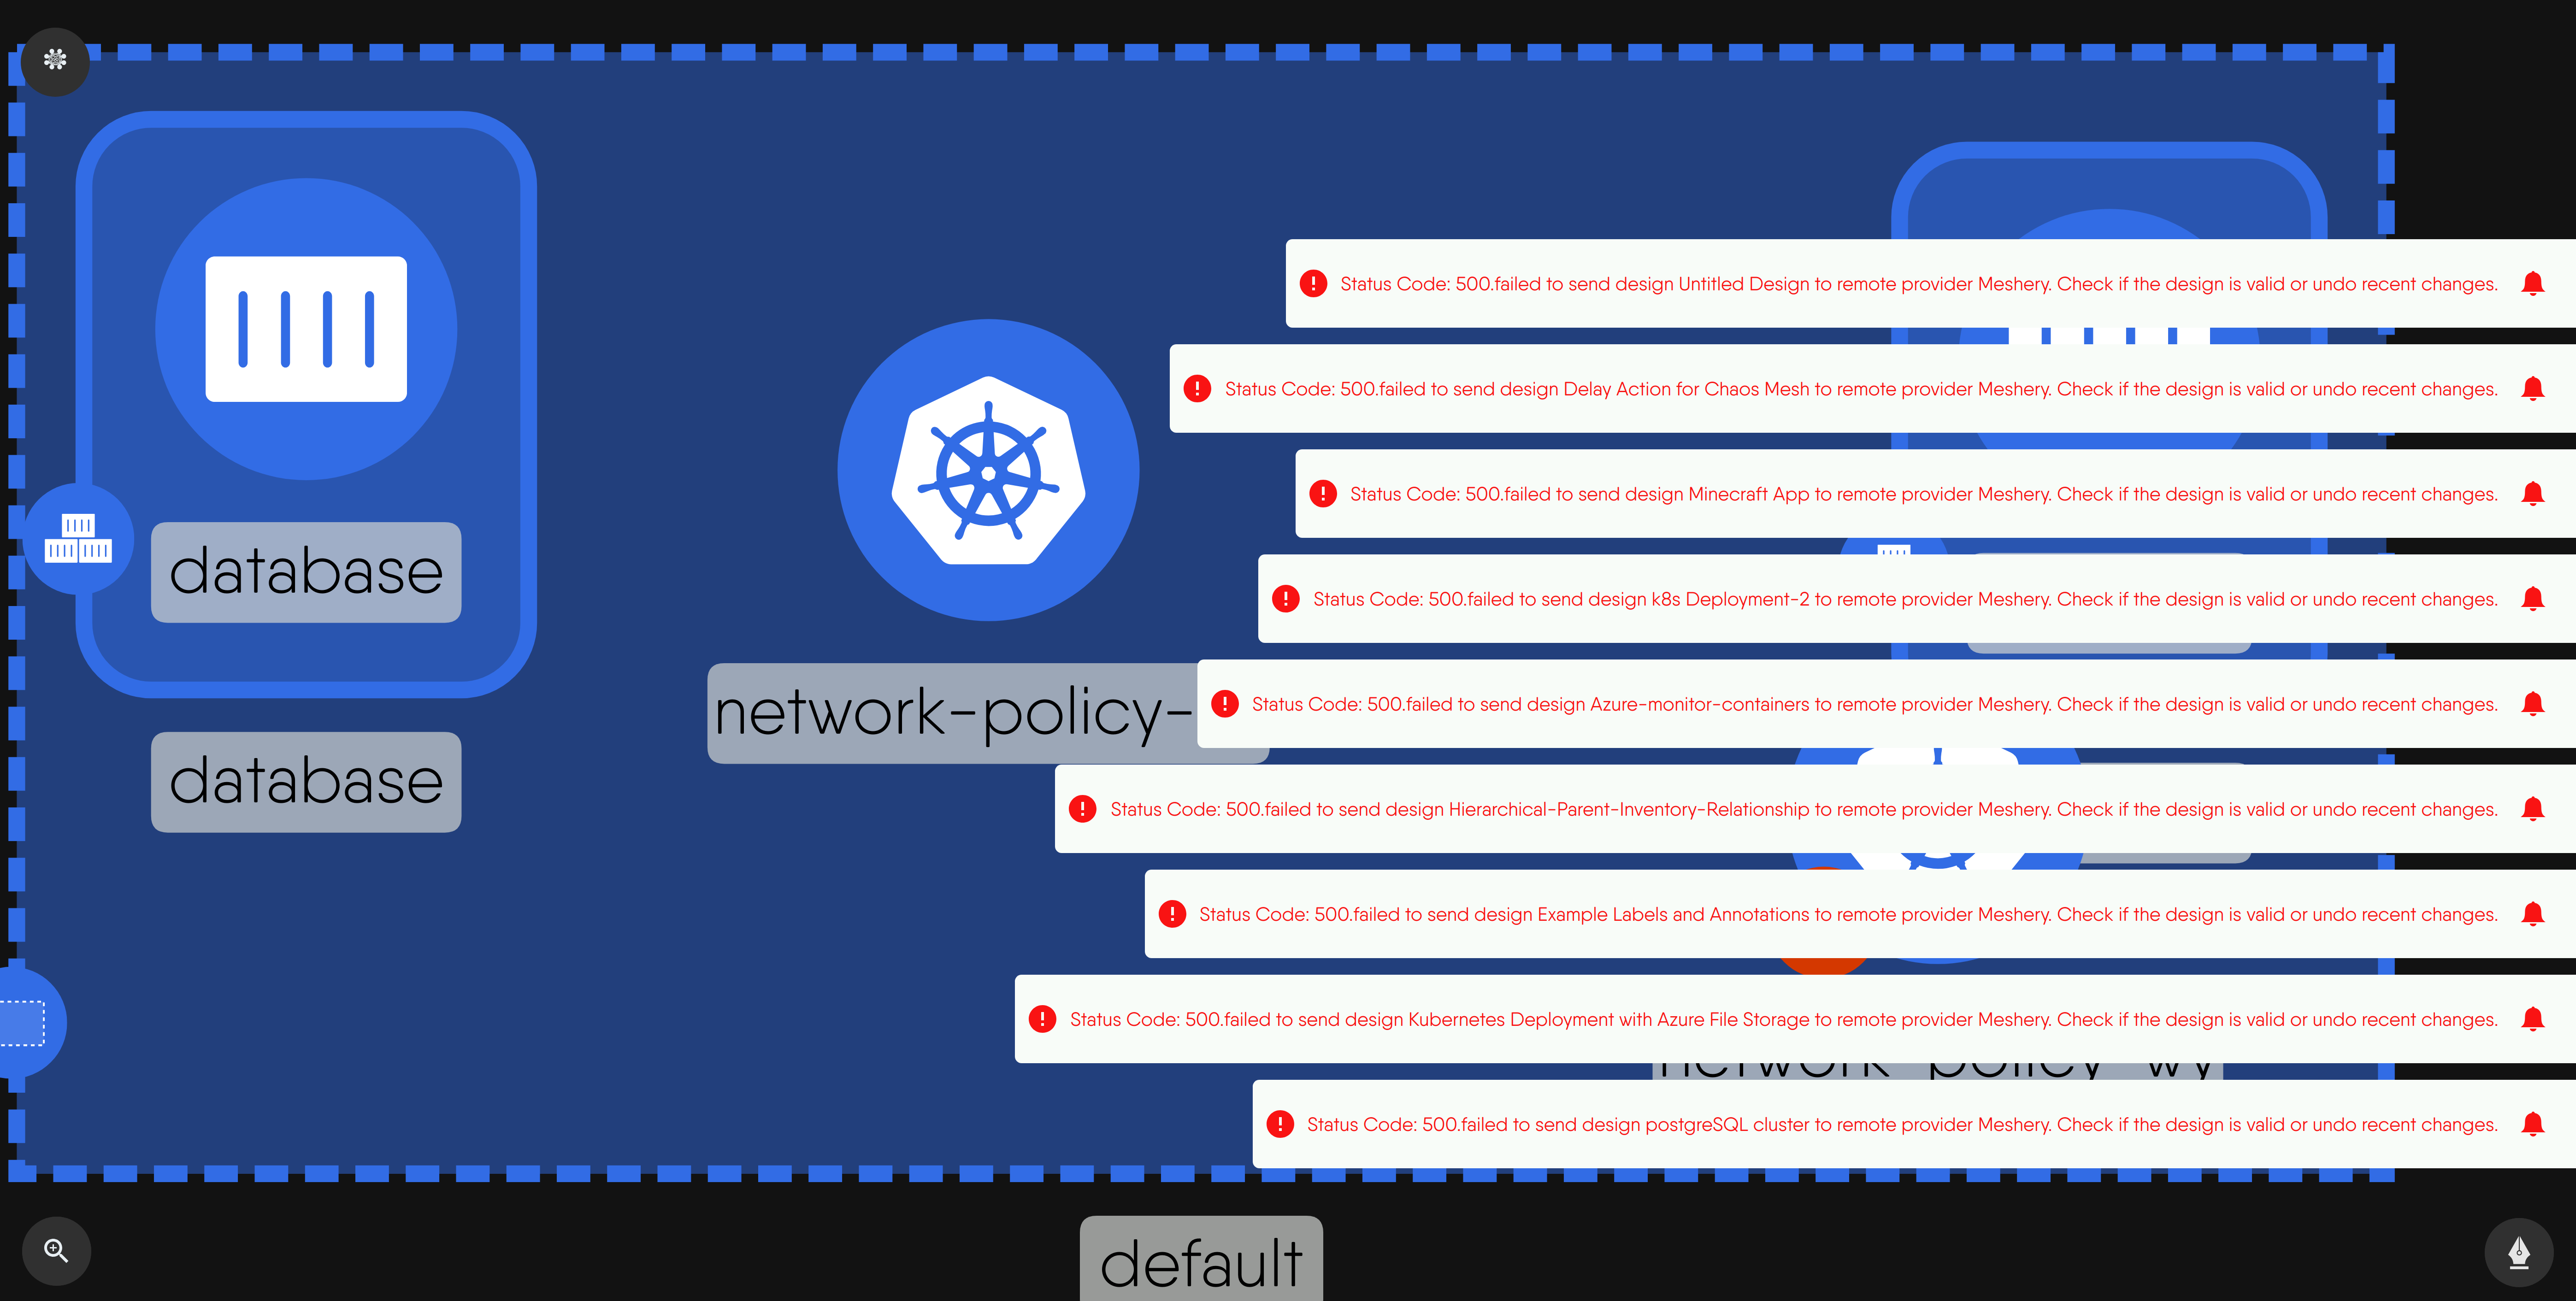 database
database
network-policy-
Status Code: 500.failed to send design Untitled Design to remote provider Meshery. Check if the design is valid or undo recent changes.
Status Code: 500.failed to send design Delay Action for Chaos Mesh to remote provider Meshery. Check if the design is valid or undo recent changes.
Status Code: 500.failed to send design Minecraft App to remote provider Meshery. Check if the design is valid or undo recent changes.
Status Code: 500.failed to send design k8s Deployment-2 to remote provider Meshery. Check if the design is valid or undo recent changes.
Status Code: 500.failed to send design Azure-monitor-containers to remote provider Meshery. Check if the design is valid or undo recent changes.
Status Code: 500.failed to send design Hierarchical-Parent-Inventory-Relationship to remote provider Meshery. Check if the design is valid or undo recent changes.
Status Code: 500.failed to send design Example Labels and Annotations to remote provider Meshery. Check if the design is valid or undo recent changes.
Status Code: 500.failed to send design Kubernetes Deployment with Azure File Storage to remote provider Meshery. Check if the design is valid or undo recent changes.
network-policy-wy
Status Code: 500.failed to send design postgreSQL cluster to remote provider Meshery. Check if the design is valid or undo recent changes.
default